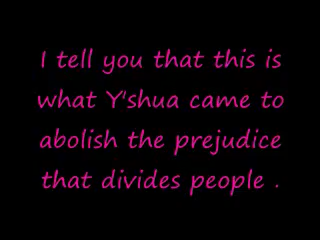 I tell you that this is
what Y'shua came to
abolish the prejudice
that divides people .